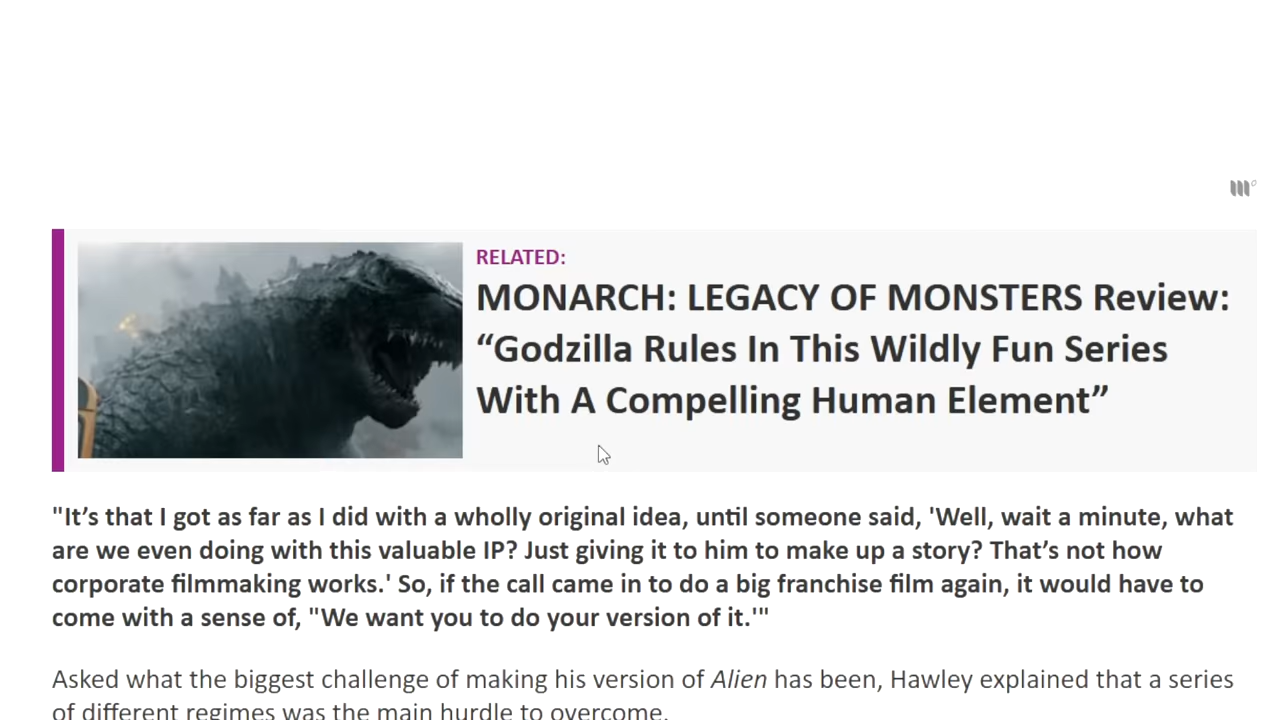 RELATED:
MONARCH: LEGACY OF MONSTERS Review:
“Godzilla Rules In This Wildly Fun Series
With A Compelling Human Element”
"It’s that I got as far as I did with a wholly original idea, until someone said, 'Well, wait a minute, what
are we even doing with this valuable IP? Just giving it to him to make up a story? That’s not how
corporate filmmaking works.' So, if the call came in to do a big franchise film again, it would have to
come with a sense of, "We want you to do your version of it.'"
Asked what the biggest challenge of making his version of Alien has been, Hawley explained that a series
of different regimes was the main hurdle to overcome.